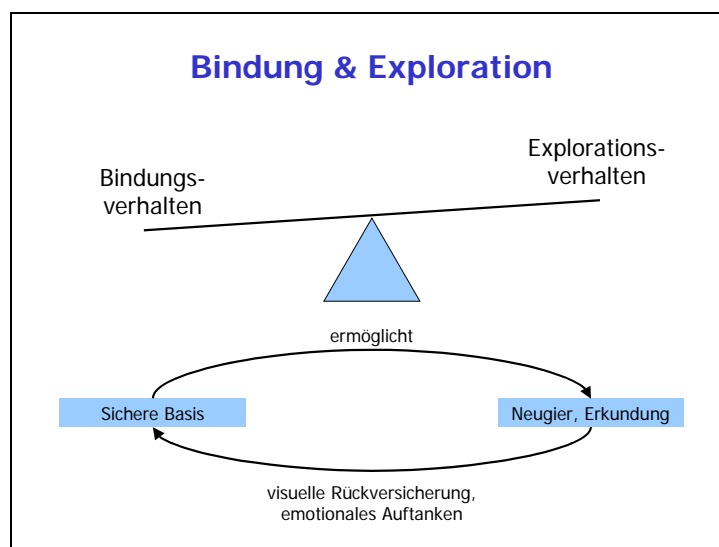 Bindung & Exploration
Bindungs-
verhalten
Explorations-
verhalten
ermöglicht
Sichere Basis
Neugier, Erkundung
visuelle Rückversicherung,
emotionales Auftanken